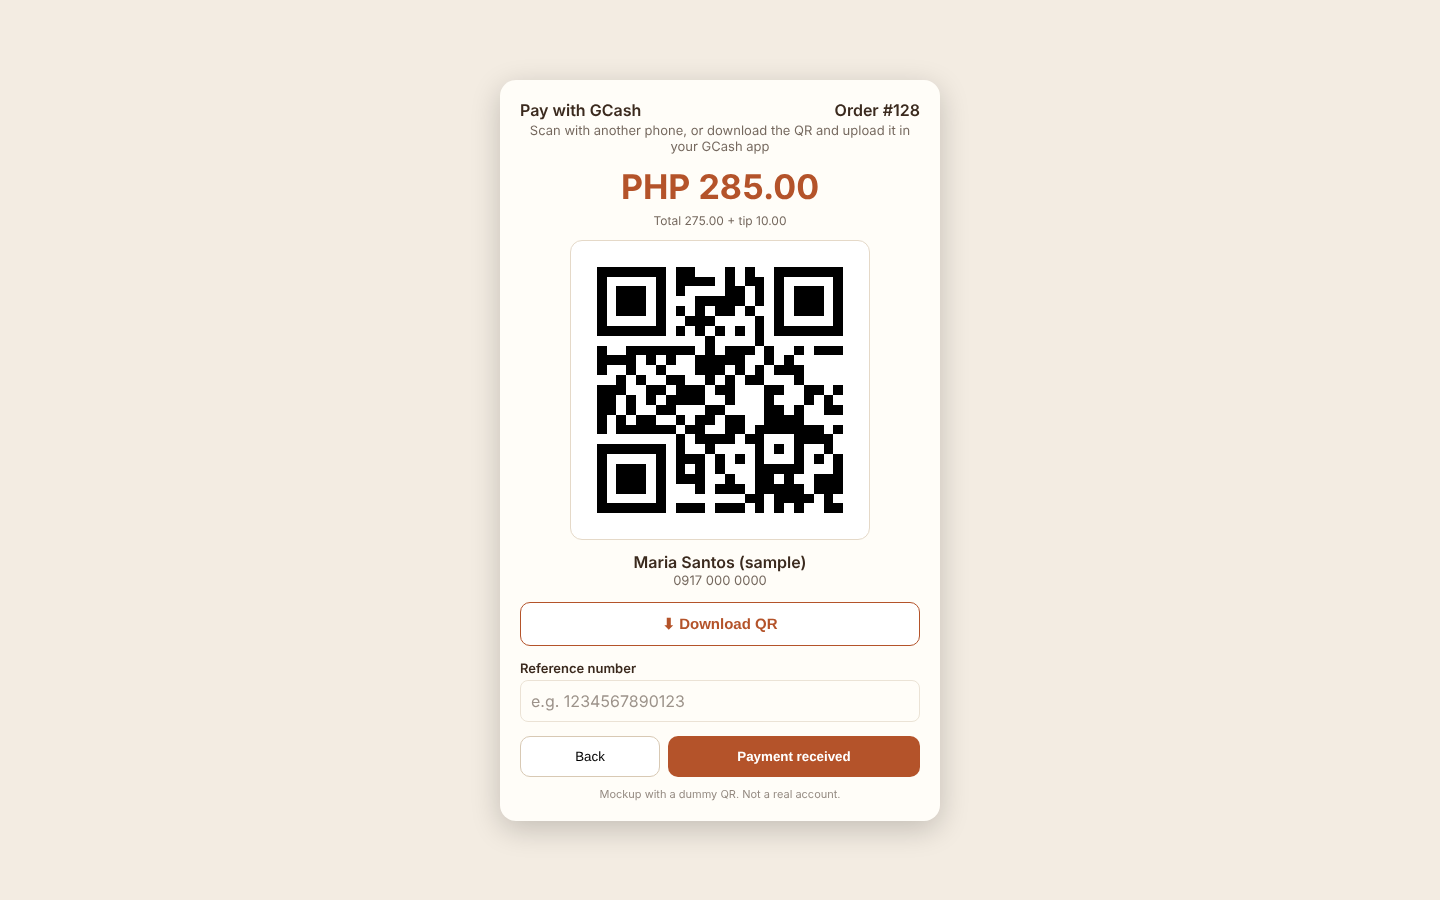 Pay with GCash
Order #128
Scan with another phone, or download the QR and upload it in
your GCash app
PHP 285.00
Total 275.00 + tip 10.00
Maria Santos (sample)
0917 000 0000
⬇ Download QR
Reference number
e.g. 1234567890123
Back
Payment received
Mockup with a dummy QR. Not a real account.